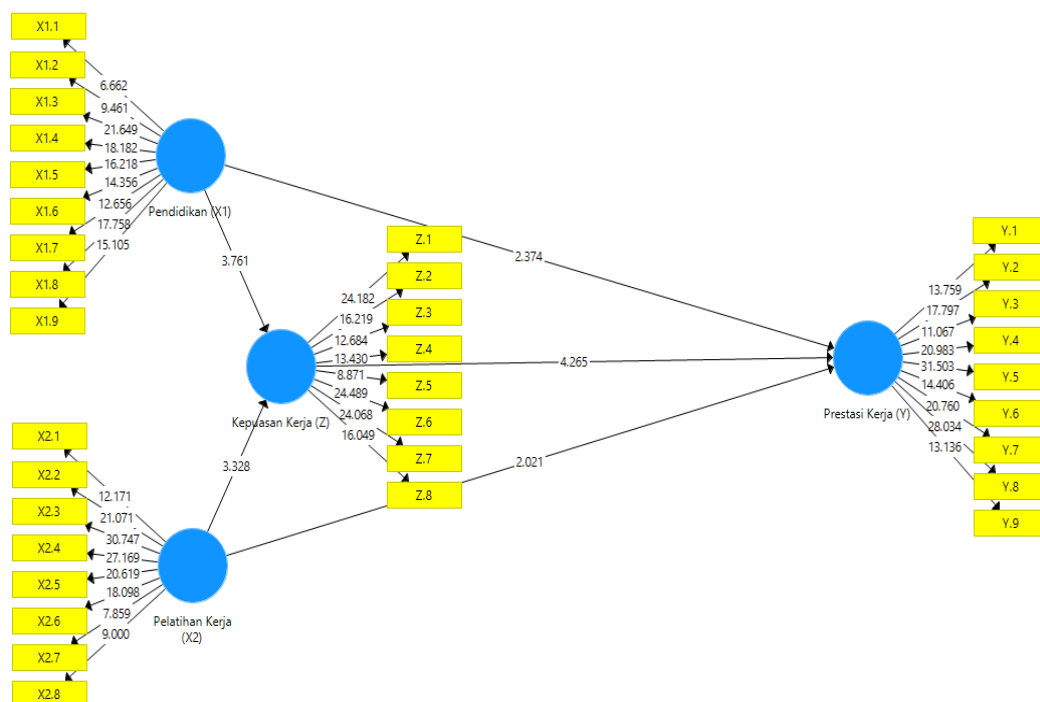 X1.1
X1.2
X1.3
X1.4
X1.5
X1.6
X1.7
X1.8
X1.9
6.662
9.461
21.649
18.182
16.218
14.356
12.656
17.758
15.105
Pendidikan (X1)
3.761
2.374
Z.1
Z.2
Z.3
Z.4
Z.5
Z.6
Z.7
Z.8
24.182
16.219
12.684
13.430
8.871
24.489
24.068
16.049
Kepuasan Kerja (Z)
4.265
3.328
2.021
X2.1
X2.2
X2.3
X2.4
X2.5
X2.6
X2.7
X2.8
12.171
21.071
30.747
27.169
20.619
18.098
7.859
9.000
Pelatihan Kerja
(X2)
Prestasi Kerja (Y)
13.759
17.797
11.067
20.983
31.503
14.406
20.760
28.034
13.136
Y.1
Y.2
Y.3
Y.4
Y.5
Y.6
Y.7
Y.8
Y.9